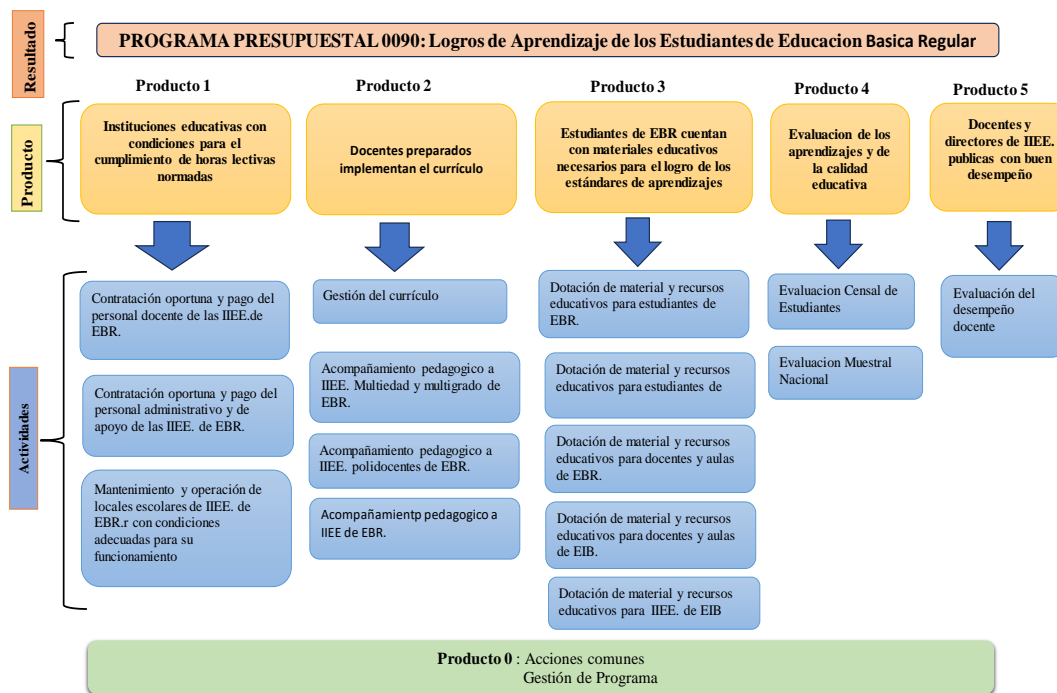 Resultado
PROGRAMA PRESUPUESTAL 0090: Logros de Aprendizaje de los Estudiantes de Educacion Basica Regular
Producto 1
Producto 2
Producto 3
Producto 4
Producto 5
Producto
Instituciones educativas con
condiciones para el
cumplimiento de horas lectivas
normadas
Docentes preparados
implementan el currículo
Estudiantes de EBR cuentan
con materiales educativos
necesarios para el logro de los
estándares de aprendizajes
Evaluacion de los
aprendizajes y de
la calidad
educativa
Docentes y
directores de IIEE.
publicas con buen
desempeño
Actividades
Contratación oportuna y pago del
personal docente de las IIEE.de
EBR.
Contratación oportuna y pago del
personal administrativo y de
apoyo de las IIEE. de EBR.
Mantenimiento y operación de
locales escolares de IIEE. de
EBR.r con condiciones
adecuadas para su
funcionamiento
Gestión del currículo
Acompañamiento pedagogico a
IIEE. Multiedad y multigrado de
EBR.
Acompañamiento pedagogico a
IIEE. polidocentes de EBR.
Acompañamientp pedagogico a
IIEE de EBR.
Dotación de material y recursos
educativos para estudiantes de
EBR.
Dotación de material y recursos
educativos para estudiantes de
Dotación de material y recursos
educativos para docentes y aulas
de EBR.
Dotación de material y recursos
educativos para docentes y aulas
de EIB.
Dotación de material y recursos
educativos para IIEE. de EIB
Evaluacion Censal de
Estudiantes
Evaluacion Muestral
Nacional
Evaluación del
desempeño
docente
Producto 0 : Acciones comunes
Gestión de Programa